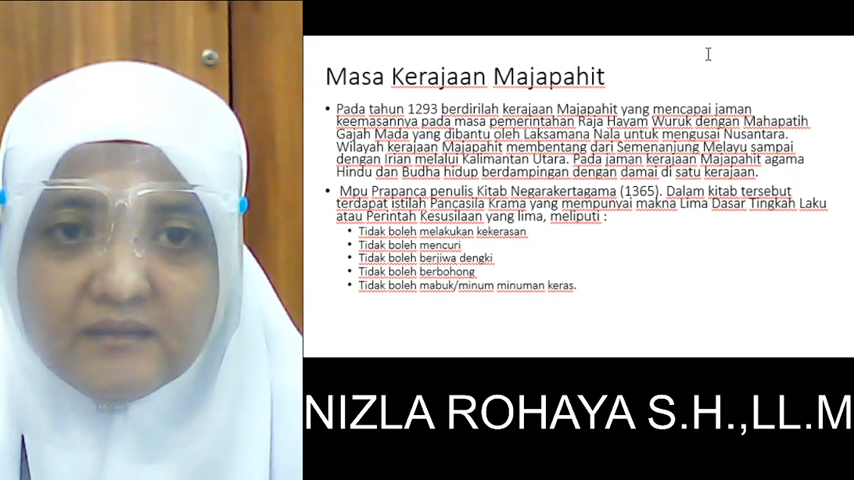 Masa Kerajaan Majapahit
• Pada tahun 1293 berdirilah kerajaan Majapahit yang mencapai jaman
keemasannya pada masa pemerintahan Raja Hayam Wuruk dengan Mahapatih
Gajah Mada yang dibantu oleh Laksamana Nala untuk mengusai Nusantara.
Wilayah kerajaan Majapahit membentang dari Semenanjung Melayu sampai
dengan Irian melalui Kalimantan Utara. Pada jaman kerajaan Majapahit agama
Hindu dan Budha hidup berdampingan dengan damai di satu kerajaan.
• Mpu Prapanca penulis Kitab Negarakertagama (1365). Dalam kitab tersebut
terdapat istilah Pancasila Krama yang mempunyai makna Lima Dasar Tingkah Laku
atau Perintah Kesusilaan yang lima, meliputi :
• Tidak boleh melakukan kekerasan
• Tidak boleh mencuri
• Tidak boleh berjiwa dengki
• Tidak boleh berbohong
• Tidak boleh mabuk/minum minuman keras.
NIZLA ROHAYA S.H.,LL.M